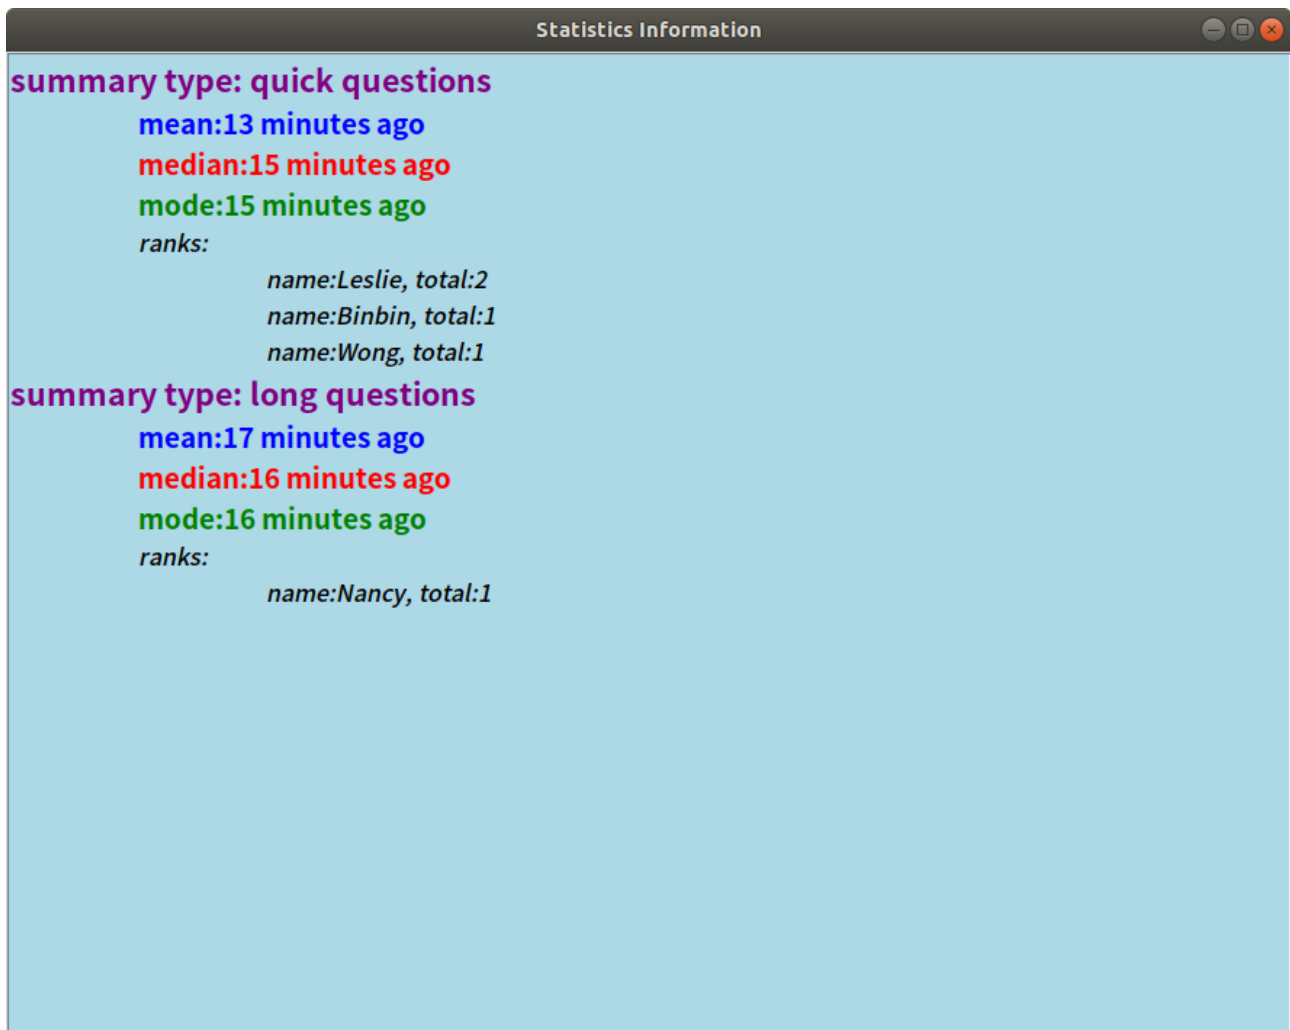 Statistics Information
summary type: quick questions
mean:13 minutes ago
median:15 minutes ago
mode:15 minutes ago
ranks:
name:Leslie, total:2
name:Binbin, total:1
name:Wong, total:1
summary type: long questions
mean:17 minutes ago
median:16 minutes ago
mode:16 minutes ago
ranks:
name:Nancy, total:1